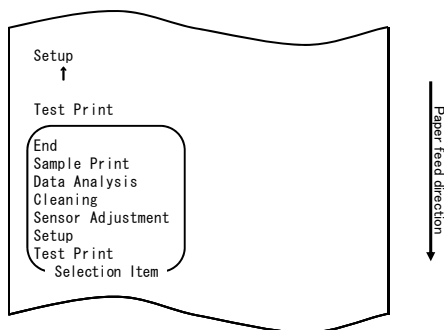 Setup
↑
Test Print
End
Sample Print
Data Analysis
Cleaning
Sensor Adjustment
Setup
Test Print
Selection Item
Paper feed direction